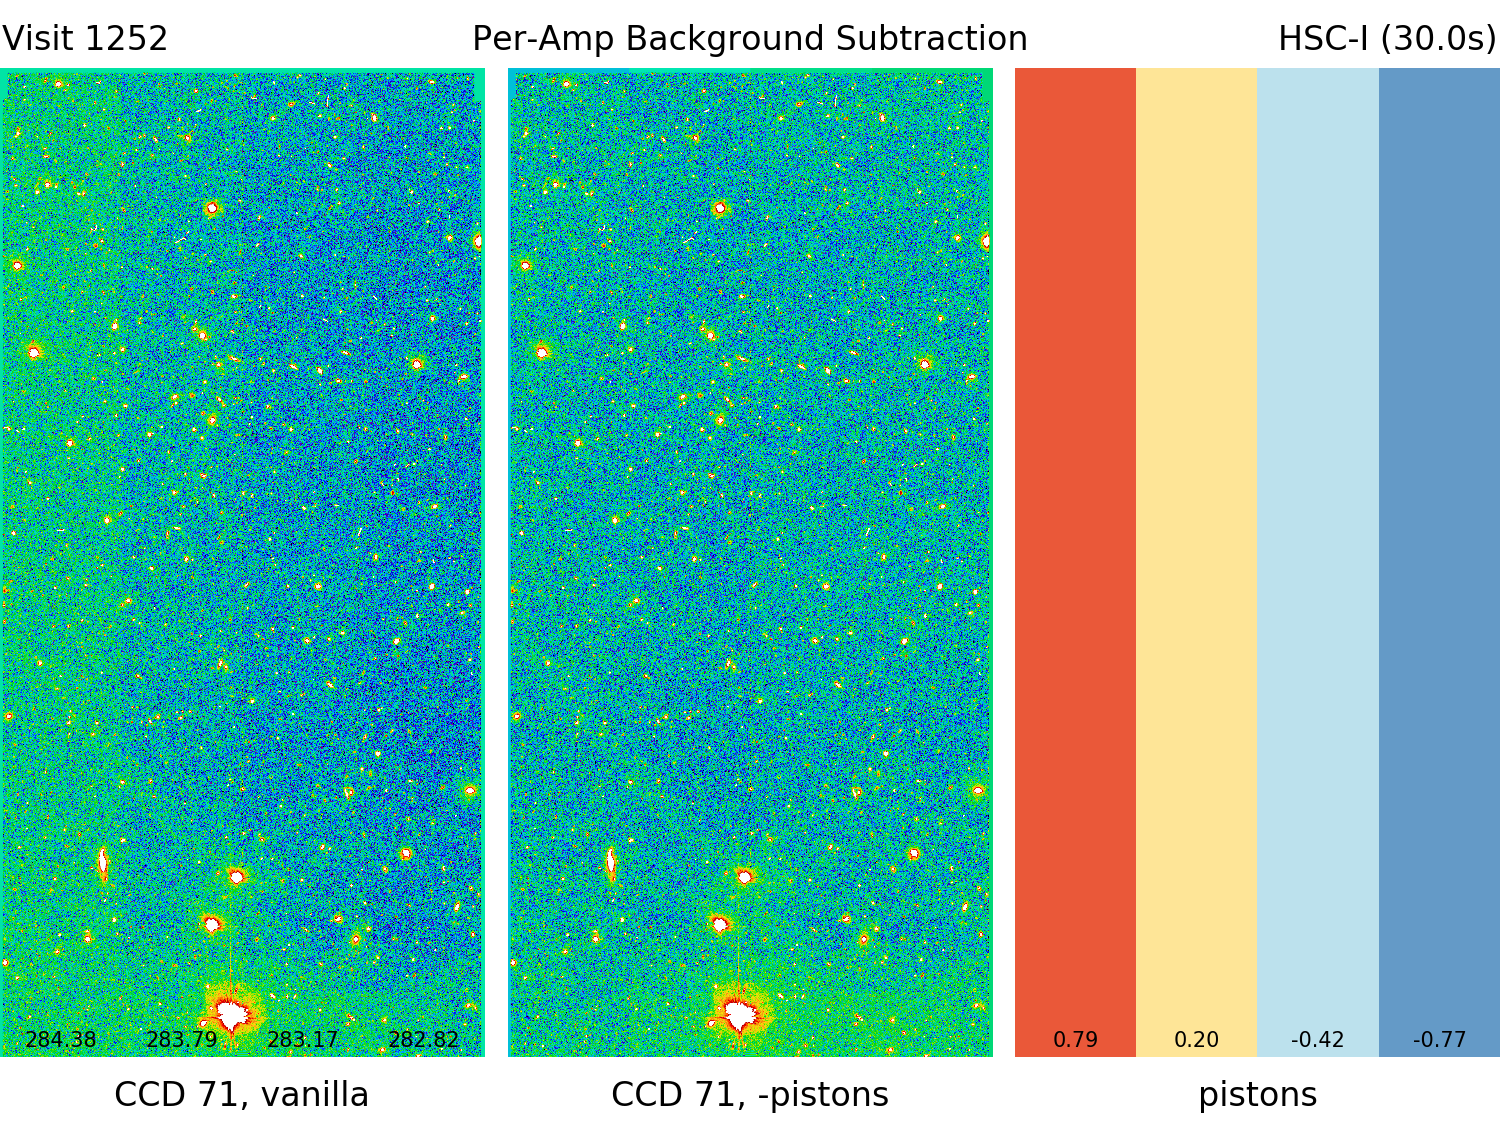 Visit 1252 Per-Amp Background Subtraction HSC-I (30.0s)
284.38 283.79 283.17 282.82 0.79 0.20 -0.42 -0.77
CCD 71, vanilla CCD 71, -pistons pistons